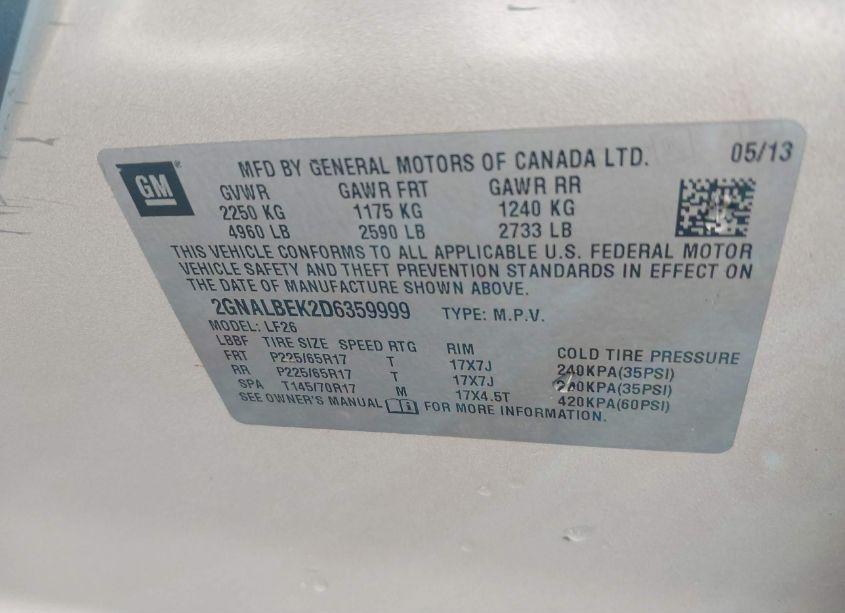 GM
MFD BY GENERAL MOTORS OF CANADA LTD. 05/13
GVWR GAWR FRT GAWR RR
2250 KG 1175 KG 1240 KG
4960 LB 2590 LB 2733 LB
THIS VEHICLE CONFORMS TO ALL APPLICABLE U.S. FEDERAL MOTOR
VEHICLE SAFETY AND THEFT PREVENTION STANDARDS IN EFFECT ON
THE DATE OF MANUFACTURE SHOWN ABOVE.
2GNALBEK2D6359999 TYPE: M.P.V.
MODEL: LF26
LBBF TIRE SIZE SPEED RTG RIM COLD TIRE PRESSURE
FRT P225/65R17 T 17X7J 240KPA(35PSI)
RR P225/65R17 T 17X7J KPA(35PSI)
SPA T145/70R17 M 17X4.5T 420KPA(60PSI)
SEE OWNER'S MANUAL FOR MORE INFORMATION.